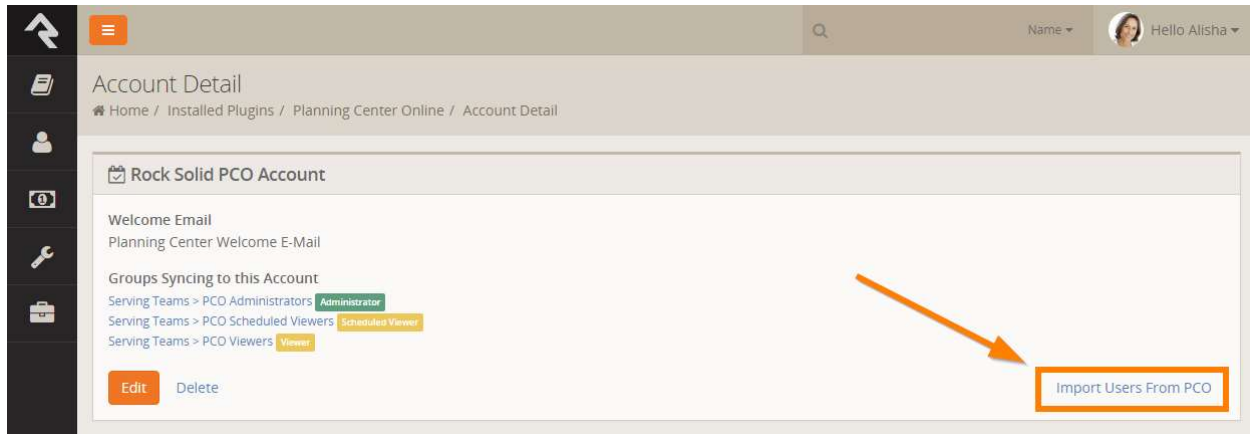 Name
Hello Alisha
Account Detail
Home / Installed Plugins / Planning Center Online / Account Detail
Rock Solid PCO Account
Welcome Email
Planning Center Welcome E-Mail
Groups Syncing to this Account
Serving Teams > PCO Administrators Administrator
Serving Teams > PCO Scheduled Viewers Scheduled Viewer
Serving Teams > PCO Viewers Viewer
Edit Delete Import Users From PCO